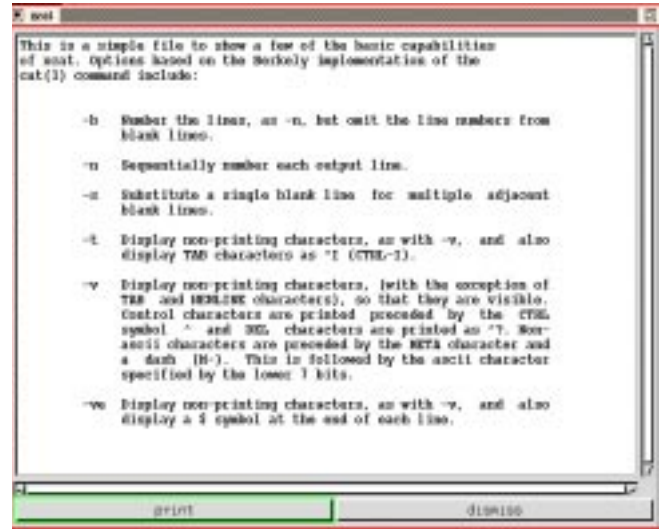 This is a simple file to show a few of the basic capabilities
of Options based on the Berkely implementation of the
cat(1) command include:
-b Number the lines, as -n, but omit the line numbers from
blank lines.
-n Sequentially number each output line.
-s Substitute a single blank line for multiple adjacent
blank lines.
-t Display non-printing characters, as with -v, and also
display TAB characters as ^I (CTRL-I).
-v Display non-printing characters, (with the exception of
TAB and NEWLINE characters), so that they are visible.
Control characters are printed preceded by the CTRL
symbol ^ and DEL characters are printed as ^?. Non-
ascii characters are preceded by the META character and
a dash (M-). This is followed by the ascii character
specified by the lower 7 bits.
-ve Display non-printing characters, as with -v, and also
display a $ symbol at the end of each line.
print
dismiss